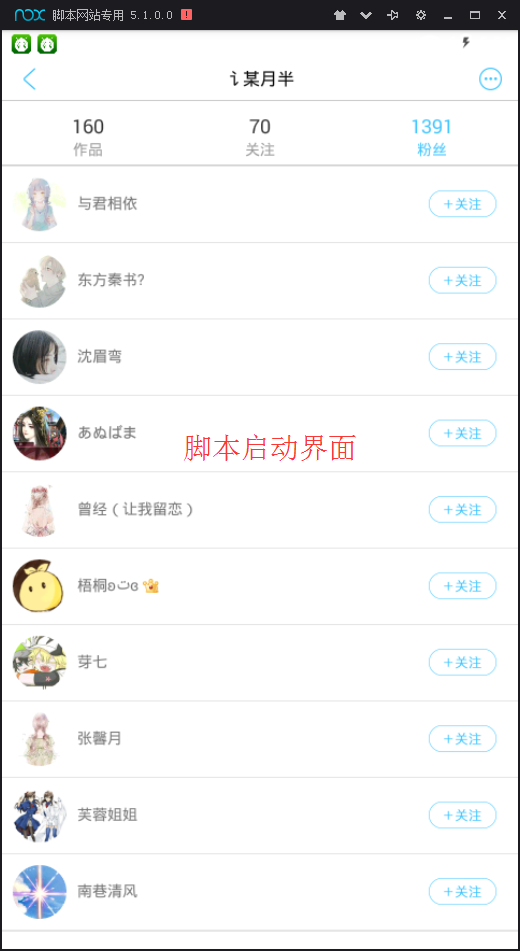 nox 脚本网站专用 5.1.0.0
讠某月半
160 70 1391
作品 关注 粉丝
与君相依 +关注
东方秦书? +关注
沈眉弯 +关注
あぬばま +关注
脚本启动界面
曾经(让我留恋) +关注
梧桐ʚ♡ɞ +关注
芽七 +关注
张馨月 +关注
芙蓉姐姐 +关注
南巷清风 +关注